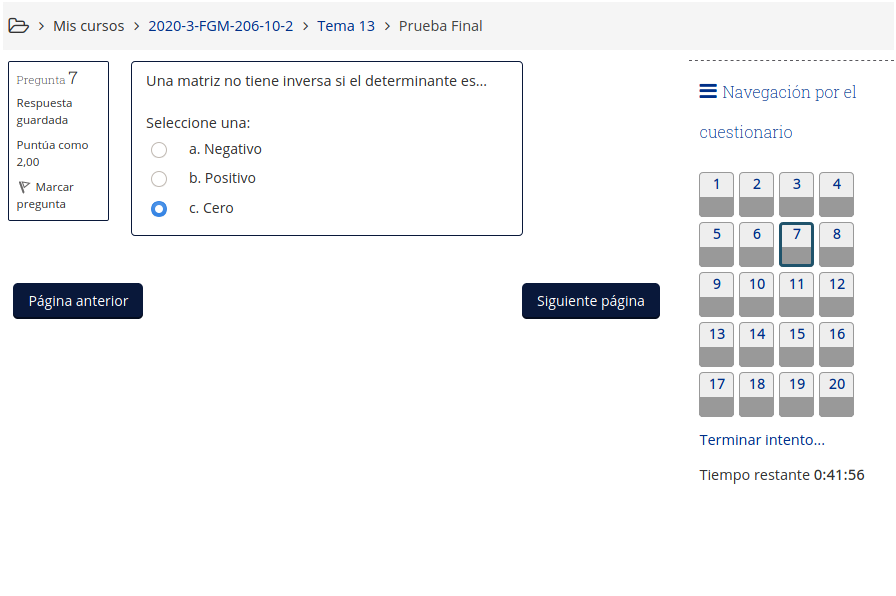 Mis cursos > 2020-3-FGM-206-10-2 > Tema 13 > Prueba Final
Pregunta 7
Respuesta
guardada
Puntúa como
2,00
Marcar
pregunta
Una matriz no tiene inversa si el determinante es...
Seleccione una:
a. Negativo
b. Positivo
c. Cero
Página anterior
Siguiente página
Navegación por el
cuestionario
1 2 3 4
5 6 7 8
9 10 11 12
13 14 15 16
17 18 19 20
Terminar intento...
Tiempo restante 0:41:56